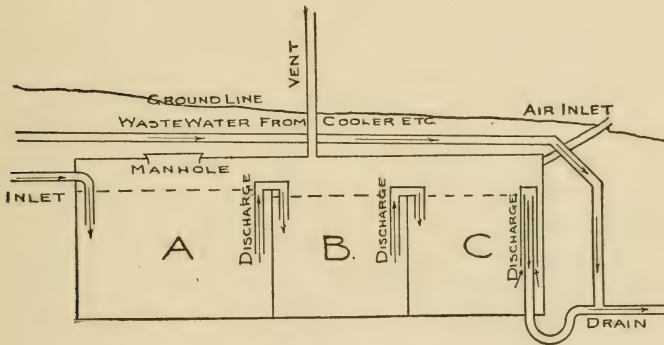 VENT
GROUND LINE
WASTE WATER FROM COOLER ETC
AIR INLET
MANHOLE
INLET
DISCHARGE
DISCHARGE
DISCHARGE
A
B.
C
DRAIN